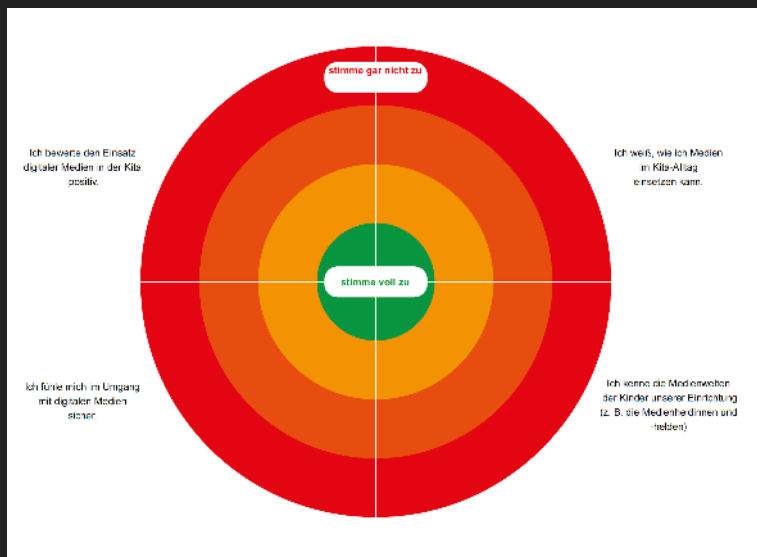 stimme gar nicht zu
Ich bewerte den Einsatz
digitaler Medien in der Kita
positiv.
Ich weiß, wie ich Medien
im Kita-Alltag
einsetzen kann.
stimme voll zu
Ich fühle mich im Umgang
mit digitalen Medien
sicher
Ich kenne die Medienwelten
der Kinder unserer Einrichtung
(z. B. die Medienheldinnen und
-helden)